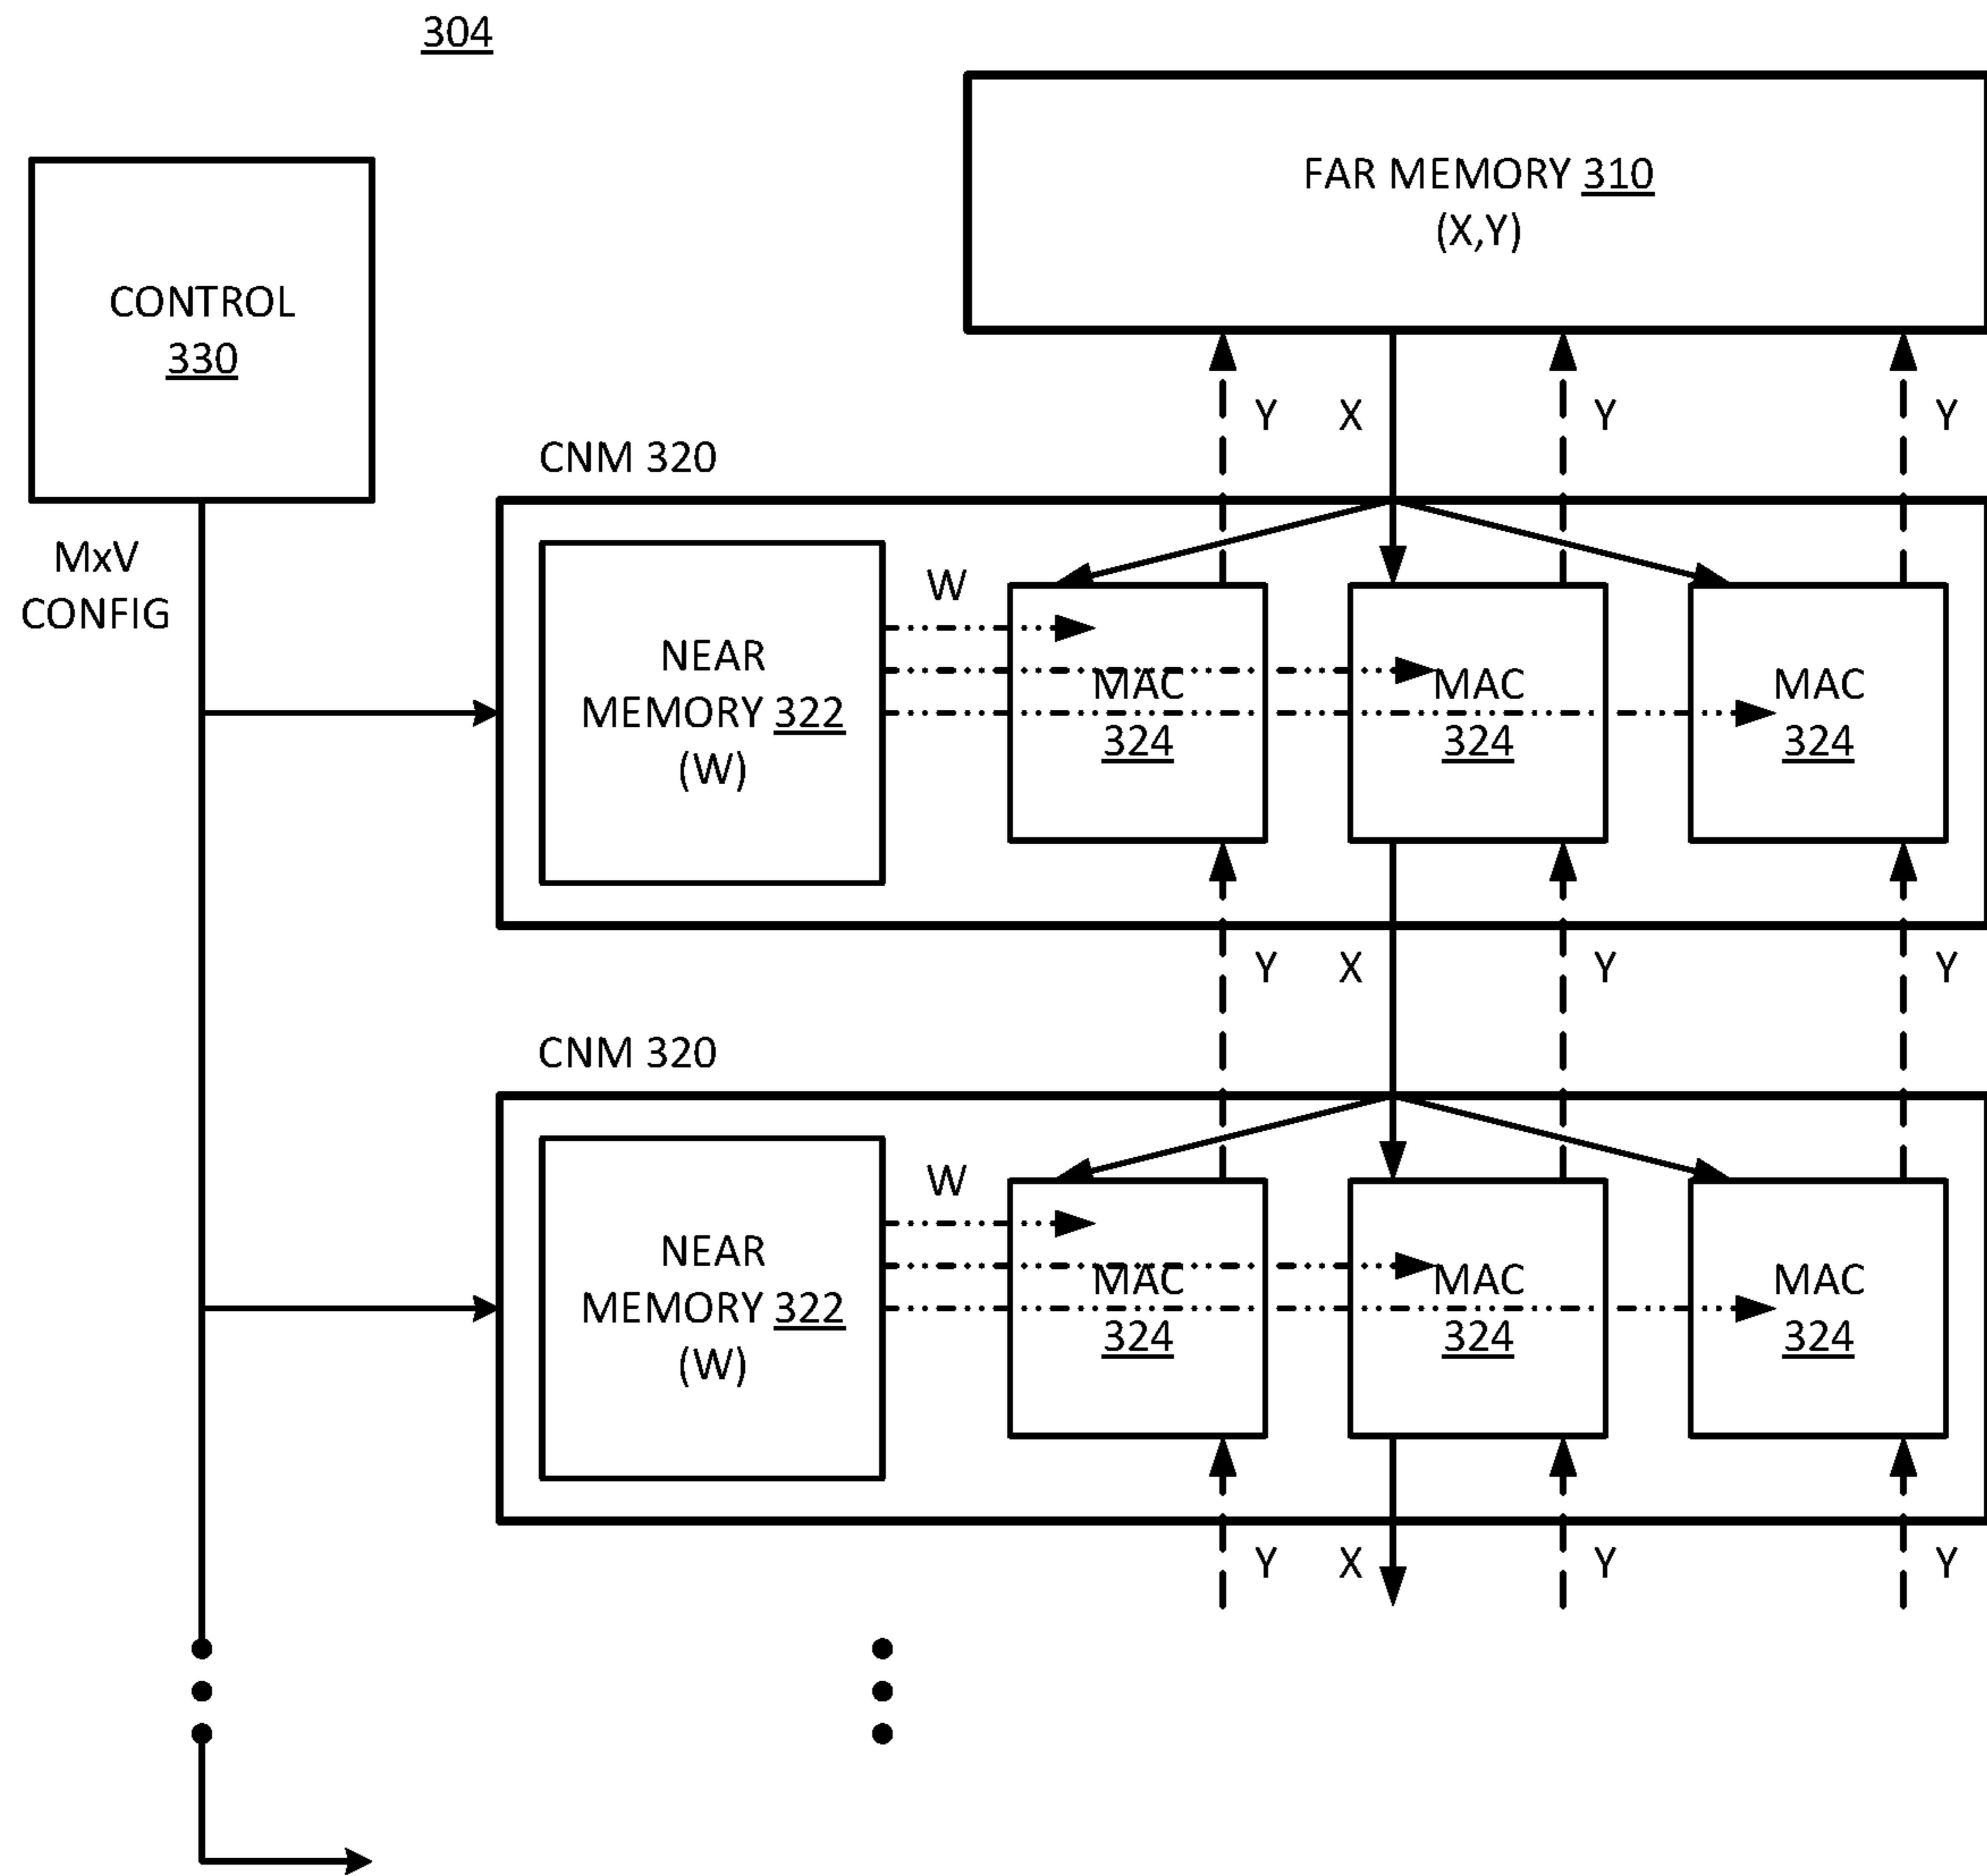 304
FAR MEMORY 310
(X,Y)
CONTROL
330
Y X Y Y
CNM 320
MxV
CONFIG
W
NEAR
MEMORY 322
(W)
MAC
324
MAC
324
MAC
324
Y X Y Y
CNM 320
W
NEAR
MEMORY 322
(W)
MAC
324
MAC
324
MAC
324
Y X Y Y